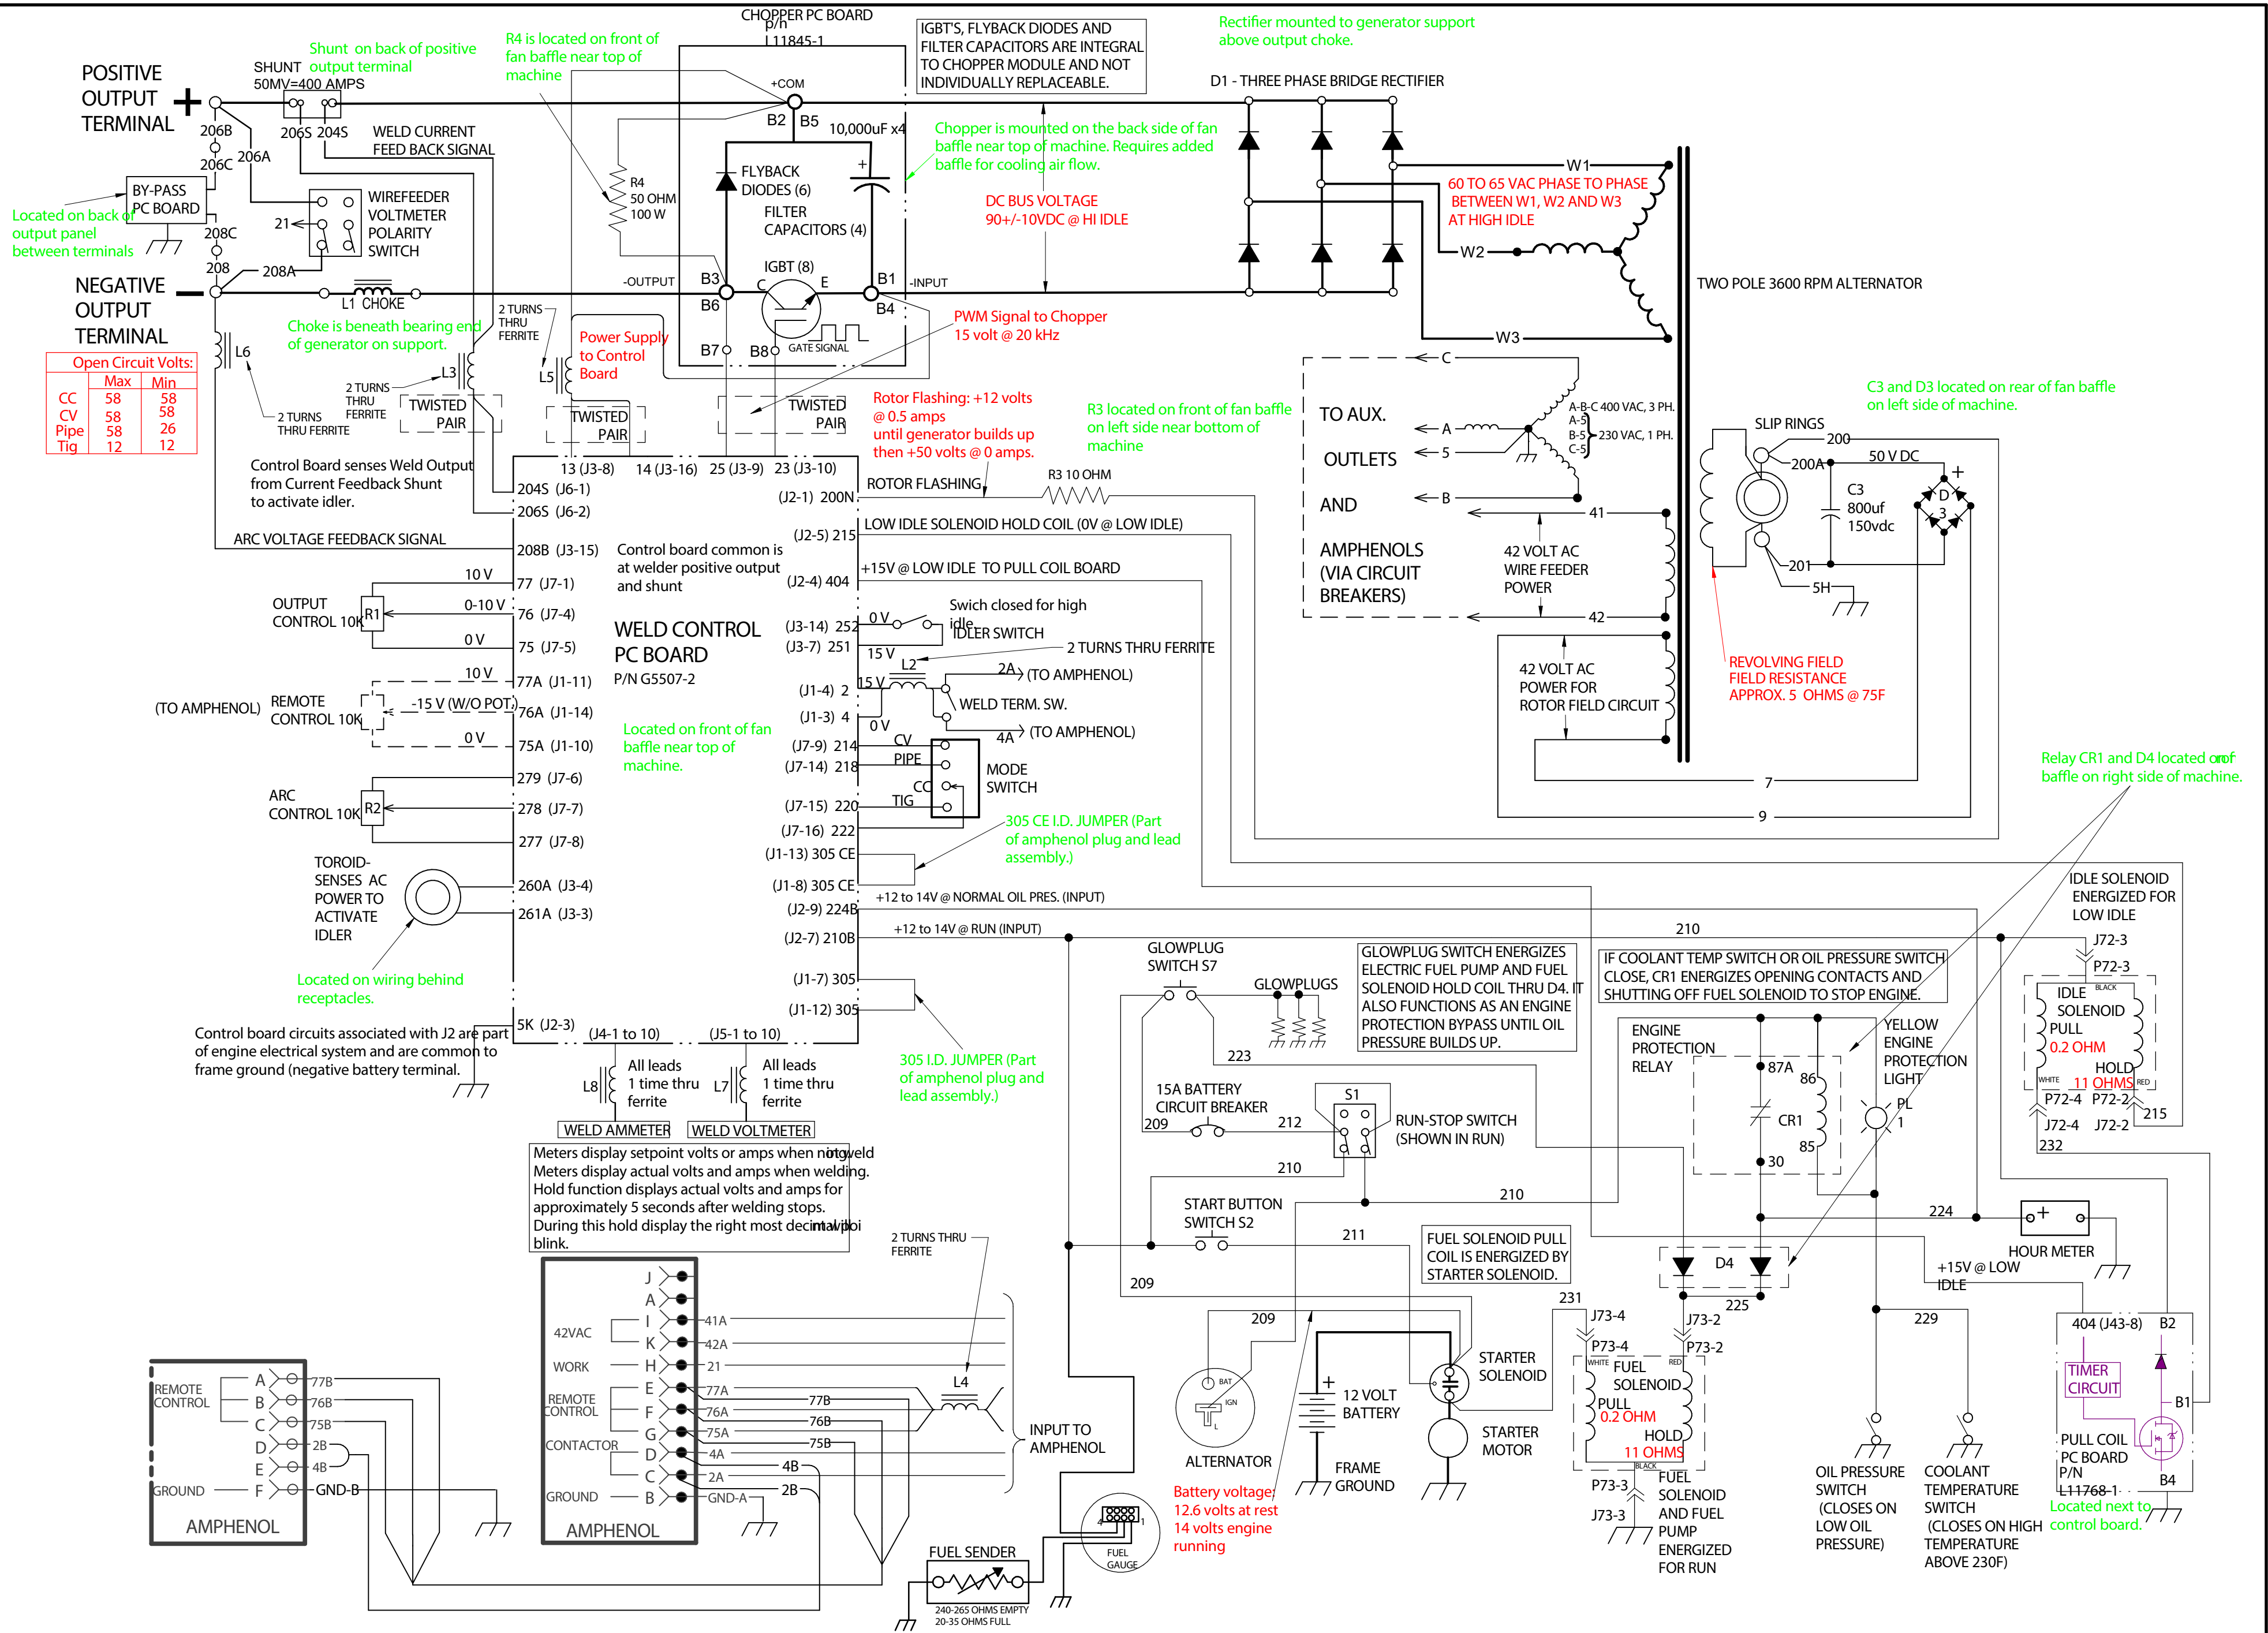 CHOPPER PC BOARD
p/n
L11845-1
IGBT'S, FLYBACK DIODES AND
FILTER CAPACITORS ARE INTEGRAL
TO CHOPPER MODULE AND NOT
INDIVIDUALLY REPLACEABLE.
Rectifier mounted to generator support
above output choke.
R4 is located on front of
fan baffle near top of
machine
Shunt on back of positive
output terminal
SHUNT
50MV=400 AMPS
POSITIVE
OUTPUT
TERMINAL
+
206B
206C
206A
206S
204S
WELD CURRENT
FEED BACK SIGNAL
BY-PASS
PC BOARD
Located on back of
output panel
between terminals
208C
208
208A
21
WIREFEEDER
VOLTMETER
POLARITY
SWITCH
NEGATIVE
OUTPUT
TERMINAL
L1 CHOKE
Choke is beneath bearing end
of generator on support.
Open Circuit Volts:
Max Min
CC 58 58
CV 58 58
Pipe 58 26
Tig 12 12
L6
2 TURNS
THRU FERRITE
L3
2 TURNS
THRU
FERRITE
TWISTED
PAIR
2 TURNS
THRU
FERRITE
L5
Power Supply
to Control
Board
TWISTED
PAIR
TWISTED
PAIR
+COM
B2 B5
10,000uF x4
+
R4
50 OHM
100 W
FLYBACK
DIODES (6)
FILTER
CAPACITORS (4)
IGBT (8)
C
E
-OUTPUT
B3
B6
B1
B4
-INPUT
B7
B8
GATE SIGNAL
Chopper is mounted on the back side of fan
baffle near top of machine. Requires added
baffle for cooling air flow.
DC BUS VOLTAGE
90+/-10VDC @ HI IDLE
PWM Signal to Chopper
15 volt @ 20 kHz
D1 - THREE PHASE BRIDGE RECTIFIER
W1
60 TO 65 VAC PHASE TO PHASE
BETWEEN W1, W2 AND W3
AT HIGH IDLE
W2
W3
TWO POLE 3600 RPM ALTERNATOR
Rotor Flashing: +12 volts
@ 0.5 amps
until generator builds up
then +50 volts @ 0 amps.
R3 located on front of fan baffle
on left side near bottom of
machine
R3 10 OHM
TO AUX.
OUTLETS
AND
AMPHENOLS
(VIA CIRCUIT
BREAKERS)
C
A
5
B
A-B-C 400 VAC, 3 PH.
A-5
B-5
C-5
230 VAC, 1 PH.
41
42 VOLT AC
WIRE FEEDER
POWER
42
42 VOLT AC
POWER FOR
ROTOR FIELD CIRCUIT
7
9
C3 and D3 located on rear of fan baffle
on left side of machine.
SLIP RINGS
200
200A
50 V DC
+
C3
800uf
150vdc
D
3
201
5H
REVOLVING FIELD
FIELD RESISTANCE
APPROX. 5 OHMS @ 75F
Control Board senses Weld Output
from Current Feedback Shunt
to activate idler.
ARC VOLTAGE FEEDBACK SIGNAL
13 (J3-8)
14 (J3-16)
25 (J3-9)
23 (J3-10)
204S (J6-1)
206S (J6-2)
208B (J3-15)
Control board common is
at welder positive output
and shunt
WELD CONTROL
PC BOARD
P/N G5507-2
Located on front of fan
baffle near top of
machine.
(J2-1) 200N
ROTOR FLASHING
(J2-5) 215
LOW IDLE SOLENOID HOLD COIL (0V @ LOW IDLE)
(J2-4) 404
+15V @ LOW IDLE TO PULL COIL BOARD
Swich closed for high
idle.
0 V
(J3-14) 252
IDLER SWITCH
(J3-7) 251
15 V
L2
2 TURNS THRU FERRITE
15 V
2A
(TO AMPHENOL)
(J1-4) 2
WELD TERM. SW.
(J1-3) 4
0 V
4A
(TO AMPHENOL)
(J7-9) 214
CV
(J7-14) 218
PIPE
CC
MODE
SWITCH
(J7-15) 220
TIG
(J7-16) 222
(J1-13) 305 CE
(J1-8) 305 CE
305 CE I.D. JUMPER (Part
of amphenol plug and lead
assembly.)
+12 to 14V @ NORMAL OIL PRES. (INPUT)
(J2-9) 224B
+12 to 14V @ RUN (INPUT)
(J2-7) 210B
(J1-7) 305
(J1-12) 305
305 I.D. JUMPER (Part
of amphenol plug and
lead assembly.)
OUTPUT
CONTROL 10K
R1
10 V
77 (J7-1)
0-10 V
76 (J7-4)
0 V
75 (J7-5)
(TO AMPHENOL)
REMOTE
CONTROL 10K
10 V
77A (J1-11)
-15 V (W/O POT.)
76A (J1-14)
0 V
75A (J1-10)
ARC
CONTROL 10K
R2
279 (J7-6)
278 (J7-7)
277 (J7-8)
TOROID-
SENSES AC
POWER TO
ACTIVATE
IDLER
260A (J3-4)
261A (J3-3)
Located on wiring behind
receptacles.
Control board circuits associated with J2 are part
of engine electrical system and are common to
frame ground (negative battery terminal.
5K (J2-3)
(J4-1 to 10)
(J5-1 to 10)
L8
All leads
1 time thru
ferrite
L7
All leads
1 time thru
ferrite
WELD AMMETER
WELD VOLTMETER
Meters display setpoint volts or amps when not weld
Meters display actual volts and amps when welding.
Hold function displays actual volts and amps for
approximately 5 seconds after welding stops.
During this hold display the right most decimal poi
blink.
GLOWPLUG
SWITCH S7
GLOWPLUGS
GLOWPLUG SWITCH ENERGIZES
ELECTRIC FUEL PUMP AND FUEL
SOLENOID HOLD COIL THRU D4. IT
ALSO FUNCTIONS AS AN ENGINE
PROTECTION BYPASS UNTIL OIL
PRESSURE BUILDS UP.
IF COOLANT TEMP SWITCH OR OIL PRESSURE SWITCH
CLOSE, CR1 ENERGIZES OPENING CONTACTS AND
SHUTTING OFF FUEL SOLENOID TO STOP ENGINE.
210
223
15A BATTERY
CIRCUIT BREAKER
209
212
S1
RUN-STOP SWITCH
(SHOWN IN RUN)
210
START BUTTON
SWITCH S2
211
209
210
FUEL SOLENOID PULL
COIL IS ENERGIZED BY
STARTER SOLENOID.
ENGINE
PROTECTION
RELAY
87A
86
CR1
85
30
YELLOW
ENGINE
PROTECTION
LIGHT
PL
1
Relay CR1 and D4 located on
baffle on right side of machine.
IDLE SOLENOID
ENERGIZED FOR
LOW IDLE
J72-3
P72-3
BLACK
IDLE
SOLENOID
PULL
0.2 OHM
HOLD
11 OHMS
WHITE
RED
P72-4
P72-2
J72-4
J72-2
215
232
224
HOUR METER
+
D4
225
+15V @ LOW
IDLE
229
404 (J43-8)
B2
TIMER
CIRCUIT
B1
PULL COIL
PC BOARD
P/N
L11768-1
B4
Located next to
control board.
OIL PRESSURE
SWITCH
(CLOSES ON
LOW OIL
PRESSURE)
COOLANT
TEMPERATURE
SWITCH
(CLOSES ON HIGH
TEMPERATURE
ABOVE 230F)
231
J73-4
J73-2
P73-4
P73-2
WHITE
RED
FUEL
SOLENOID
PULL
0.2 OHM
HOLD
11 OHMS
BLACK
P73-3
J73-3
FUEL
SOLENOID
AND FUEL
PUMP
ENERGIZED
FOR RUN
STARTER
SOLENOID
STARTER
MOTOR
209
BAT
IGN
L
ALTERNATOR
+
12 VOLT
BATTERY
FRAME
GROUND
Battery voltage;
12.6 volts at rest
14 volts engine
running
2 TURNS THRU
FERRITE
L4
INPUT TO
AMPHENOL
J
A
42VAC
I
41A
K
42A
WORK
H
21
REMOTE
CONTROL
E
77A
77B
F
76A
76B
G
75A
75B
CONTACTOR
D
4A
4B
C
2A
2B
GROUND
B
GND-A
AMPHENOL
REMOTE
CONTROL
A
77B
B
76B
C
75B
D
2B
E
4B
GROUND
F
GND-B
AMPHENOL
FUEL SENDER
240-265 OHMS EMPTY
20-35 OHMS FULL
4
1
FUEL
GAUGE